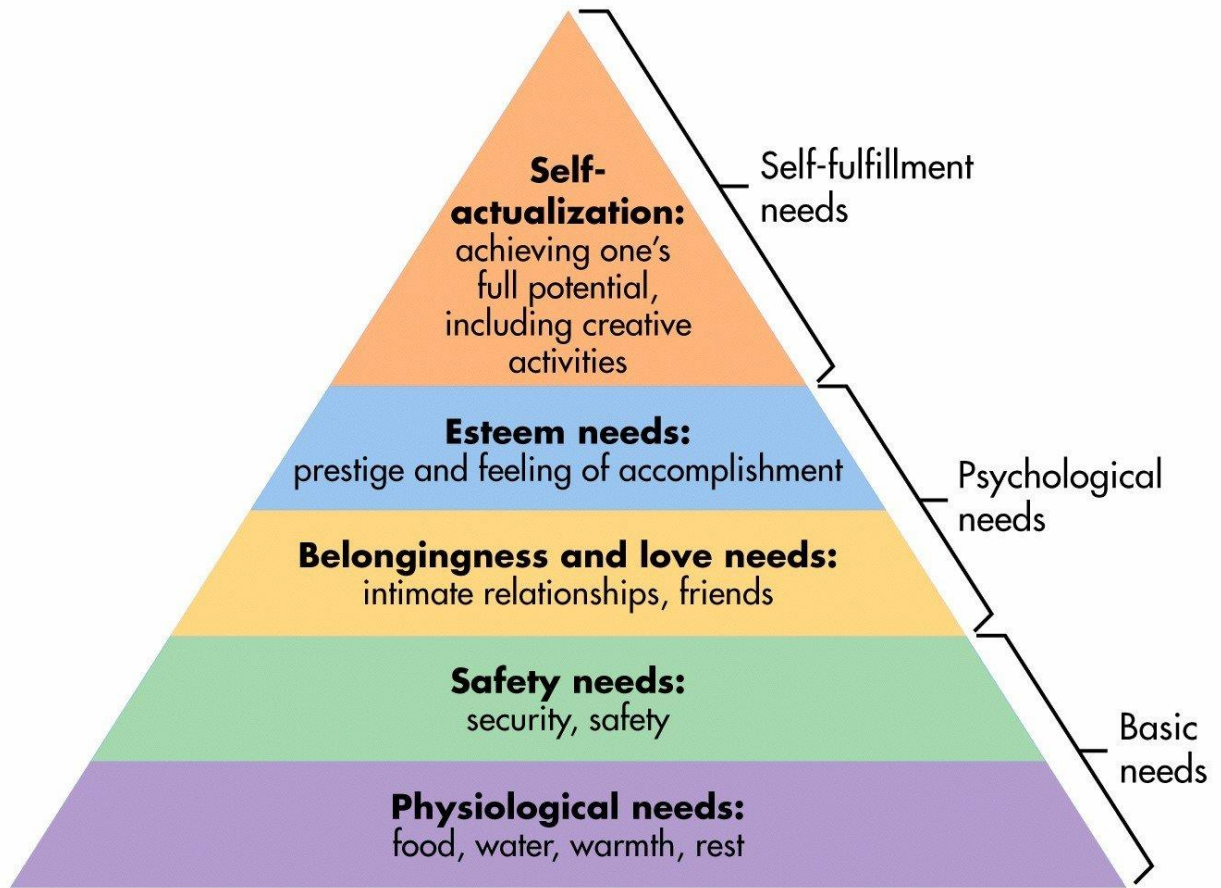 Self-
actualization:
achieving one's
full potential,
including creative
activities
Self-fulfillment
needs
Esteem needs:
prestige and feeling of accomplishment
Psychological
needs
Belongingness and love needs:
intimate relationships, friends
Safety needs:
security, safety
Basic
needs
Physiological needs:
food, water, warmth, rest